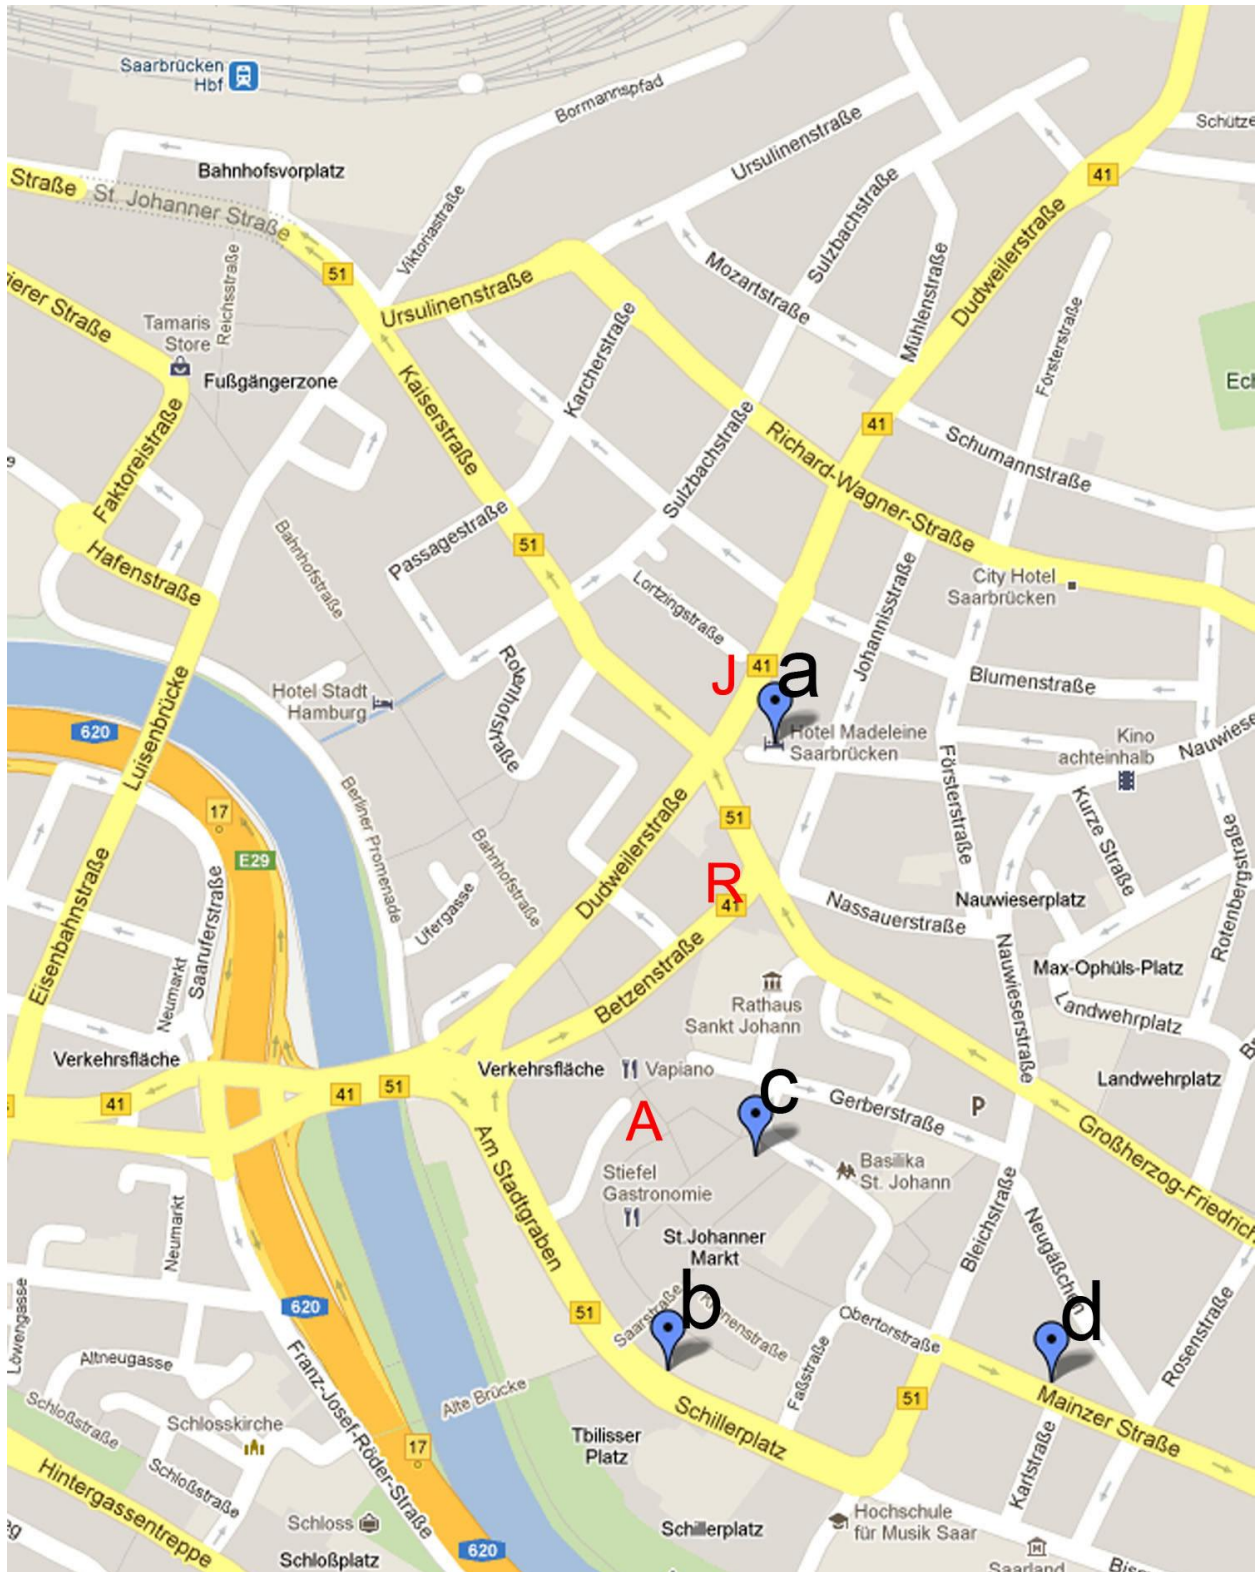 Saarbrücken
Hbf
Bormannspfad
Schütze
Ursulinenstraße
Bahnhofsvorplatz
41
Straße
St. Johanner Straße
Viktoriastraße
Sulzbachstraße
Dudweilerstraße
51
Mozartstraße
Reichsstraße
Ursulinenstraße
Mühlenstraße
Försterstraße
ierer Straße
Tamaris
Store
Fußgängerzone
Karcherstraße
Ech
Kaiserstraße
41
Schumannstraße
Richard-Wagner-Straße
Sulzbachstraße
Faktoreistraße
Passagestraße
51
Hafenstraße
Bahnhofstraße
City Hotel
Saarbrücken
Lortzingstraße
Johannisstraße
J
41
a
Blumenstraße
Hotel Stadt
Hamburg
Rotenhofstraße
620
Luisenbrücke
Hotel Madeleine
Saarbrücken
Kino
achteinhalb
Nauwiese
17
51
Försterstraße
Kurze Straße
Berliner Promenade
E29
Dudweilerstraße
Bahnhofstraße
R
41
Rotenbergstraße
Eisenbahnstraße
Saaruferstraße
Ufergasse
Nassauerstraße
Nauwieserplatz
Neumarkt
Betzenstraße
Max-Ophüls-Platz
Rathaus
Sankt Johann
Nauwieserstraße
Landwehrplatz
Verkehrsfläche
Verkehrsfläche
Vapiano
Landwehrplatz
41
41
51
c
Gerberstraße
P
A
Großherzog-Friedrich
Am Stadtgraben
Stiefel
Gastronomie
Basilika
St. Johann
Neumarkt
St.Johanner
Markt
Bleichstraße
Neugäßchen
620
51
b
Saarstraße
Obertorstraße
d
Rosenstraße
Löwengasse
Altneugasse
Franz-Josef-Röder-Straße
Alte Brücke
Faßstraße
51
Schloßstraße
Schlosskirche
17
Schillerplatz
Mainzer Straße
Tbilisser
Platz
Hintergassentreppe
Schloßstraße
Karlstraße
Schloss
Schloßplatz
Schillerplatz
Hochschule
für Musik Saar
620
Saarland